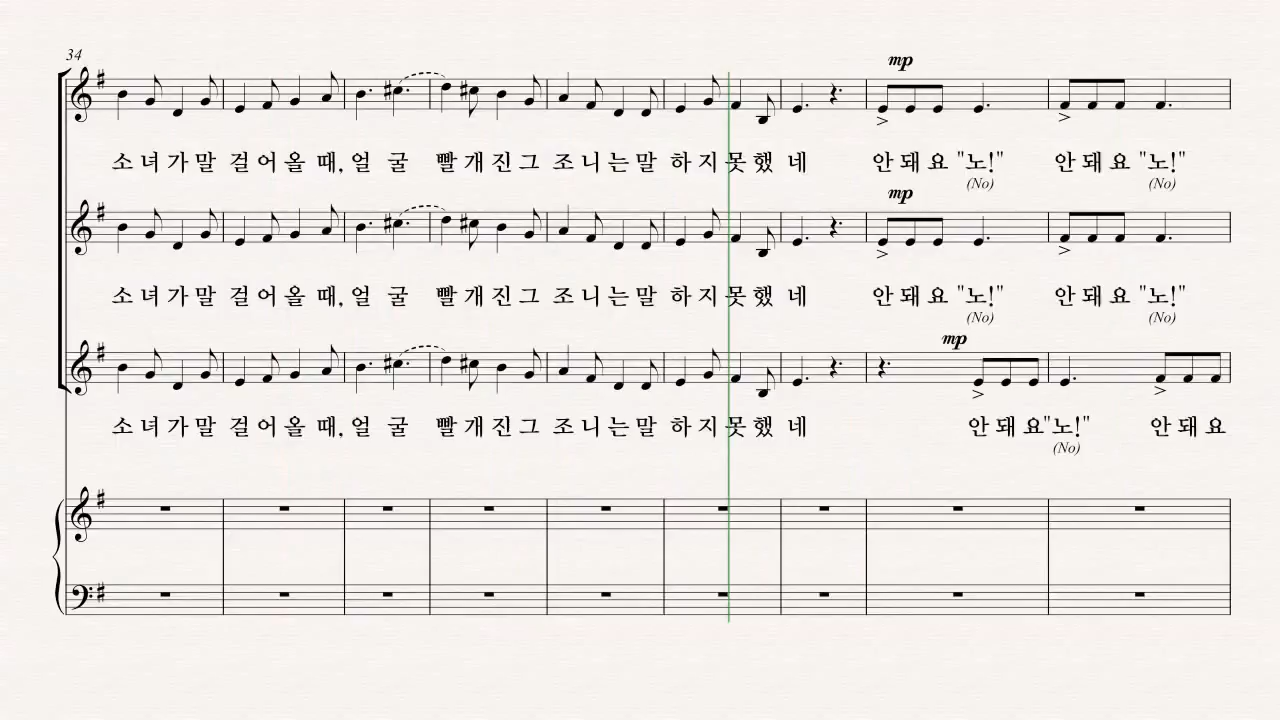 34
mp
소 녀 가 말 걸 어 올 때, 얼 굴 빨 개 진 그 조 니 는 말 하 지 못 했 네 안 돼 요 "노!" 안 돼 요 "노!"
(No) (No)
mp
소 녀 가 말 걸 어 올 때, 얼 굴 빨 개 진 그 조 니 는 말 하 지 못 했 네 안 돼 요 "노!" 안 돼 요 "노!"
(No) (No)
mp
소 녀 가 말 걸 어 올 때, 얼 굴 빨 개 진 그 조 니 는 말 하 지 못 했 네 안 돼 요 "노!" 안 돼 요
(No)